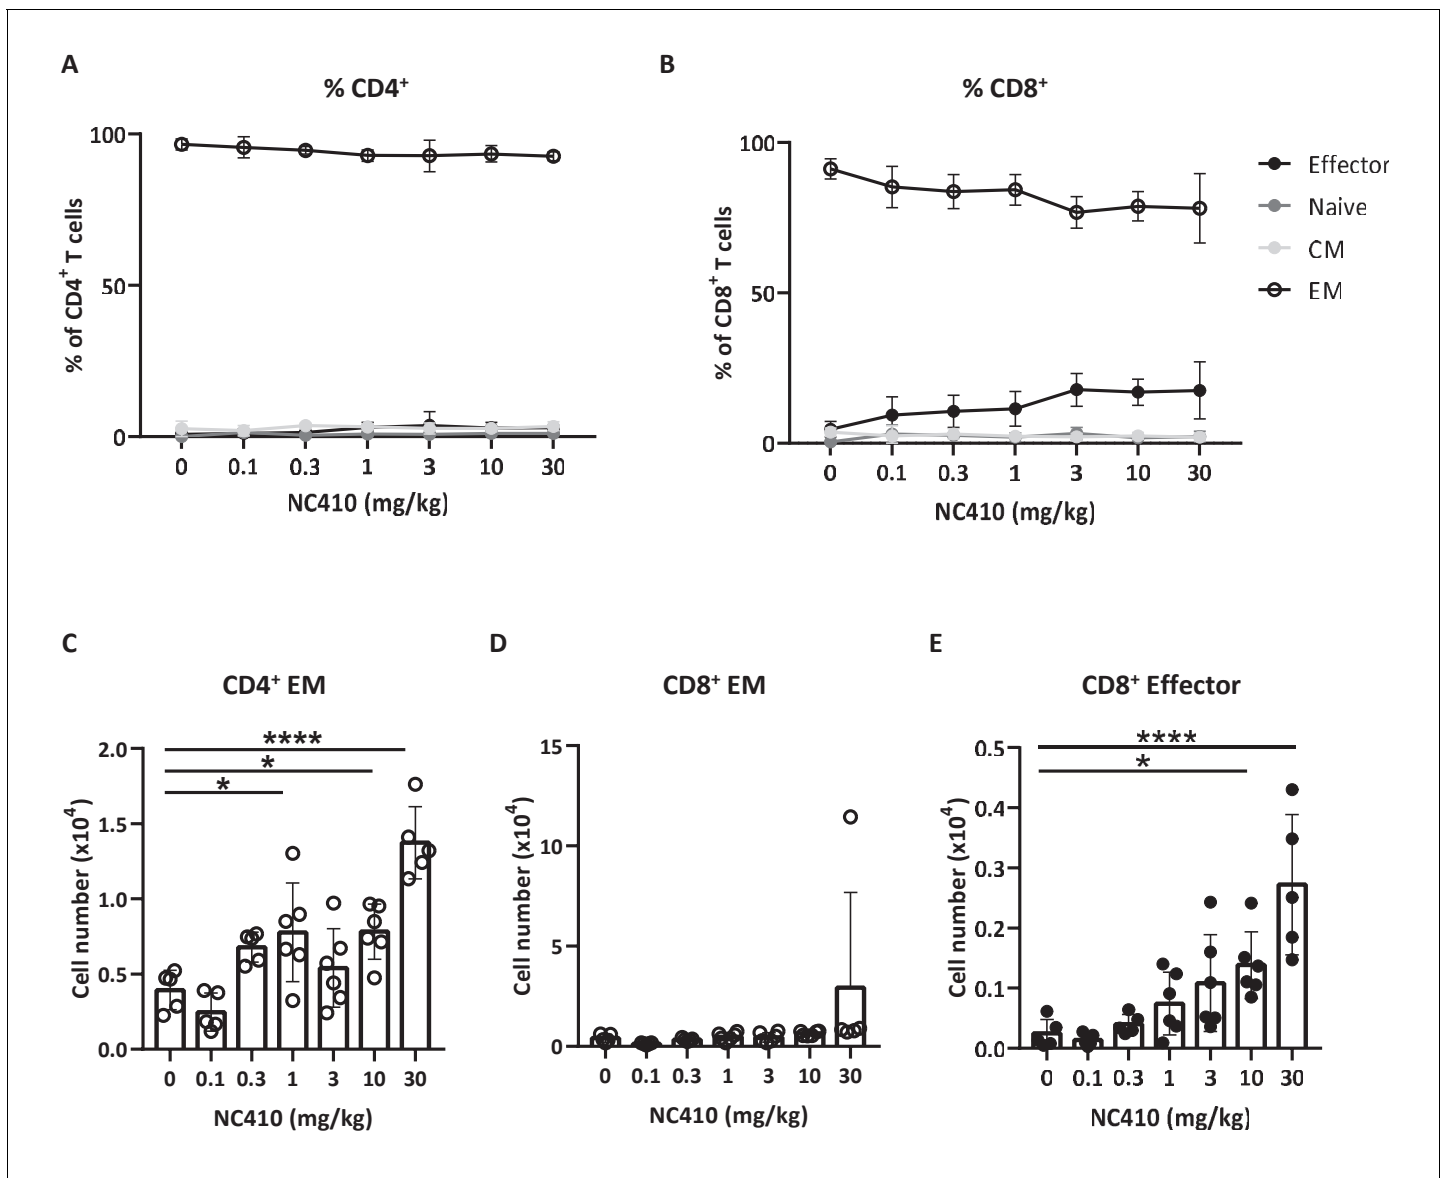 A
% CD4+
% of CD4+ T cells
100
50
0
0 0.1 0.3 1 3 10 30
NC410 (mg/kg)
B
% CD8+
% of CD8+ T cells
100
50
0
0 0.1 0.3 1 3 10 30
NC410 (mg/kg)
Effector
Naive
CM
EM
C
CD4+ EM
Cell number (x10^4)
2.0
1.5
1.0
0.5
0.0
****
*
*
0 0.1 0.3 1 3 10 30
NC410 (mg/kg)
D
CD8+ EM
Cell number (x10^4)
15
10
5
0
0 0.1 0.3 1 3 10 30
NC410 (mg/kg)
E
CD8+ Effector
Cell number (x10^4)
0.5
0.4
0.3
0.2
0.1
0.0
****
*
0 0.1 0.3 1 3 10 30
NC410 (mg/kg)